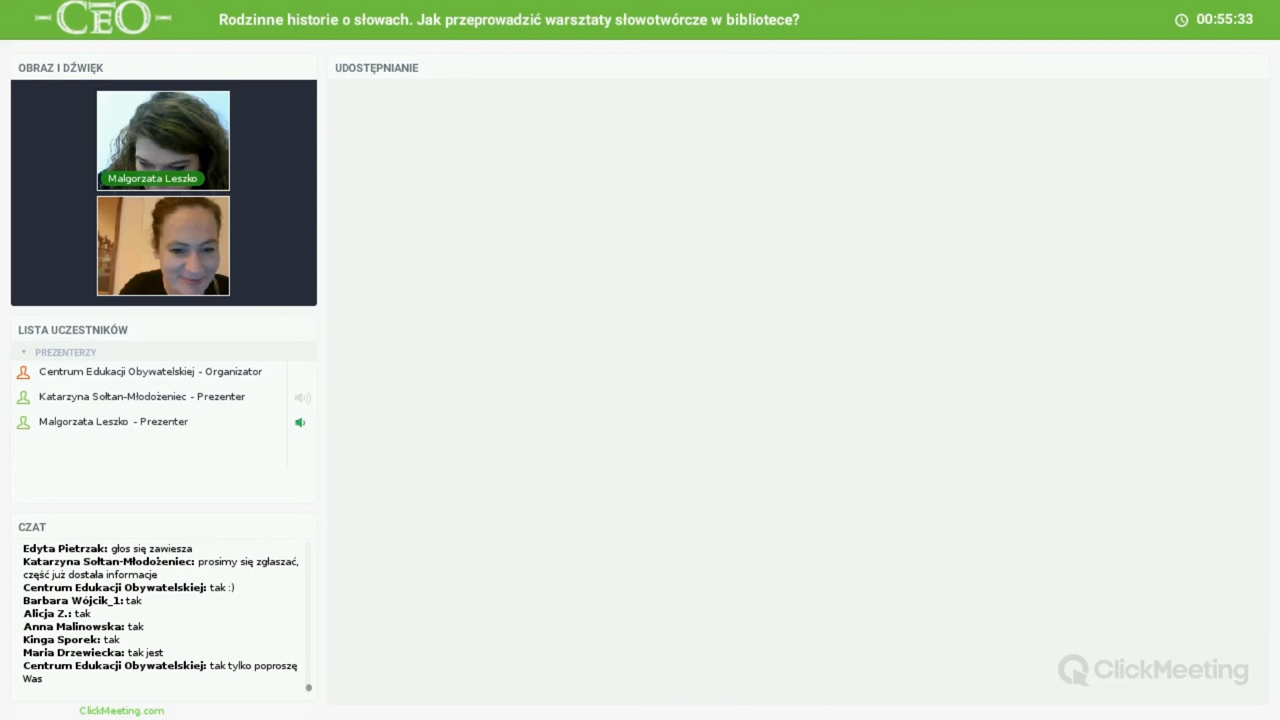 CEO
Rodzinne historie o słowach. Jak przeprowadzić warsztaty słowotwórcze w bibliotece?
00:55:33
OBRAZ I DŹWIĘK
Malgorzata Leszko
LISTA UCZESTNIKÓW
PREZENTERZY
Centrum Edukacji Obywatelskiej - Organizator
Katarzyna Sołtan-Młodożeniec - Prezenter
Malgorzata Leszko - Prezenter
CZAT
Edyta Pietrzak: głos się zawiesza
Katarzyna Sołtan-Młodożeniec: prosimy się zgłaszać,
część już dostała informacje
Centrum Edukacji Obywatelskiej: tak :)
Barbara Wójcik_1: tak
Alicja Z.: tak
Anna Malinowska: tak
Kinga Sporek: tak
Maria Drzewiecka: tak jest
Centrum Edukacji Obywatelskiej: tak tylko poproszę
Was
ClickMeeting.com
UDOSTĘPNIANIE
ClickMeeting